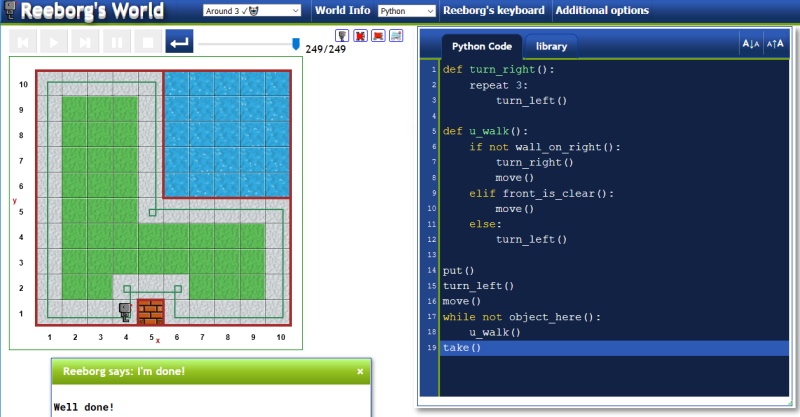 Reeborg's World
Around 3 ✓
World Info
Python
Reeborg's keyboard
Additional options
249/249
Python Code
library
A↓A
A↑A
1 def turn_right():
2     repeat 3:
3         turn_left()
4
5 def u_walk():
6     if not wall_on_right():
7         turn_right()
8         move()
9     elif front_is_clear():
10         move()
11     else:
12         turn_left()
13
14 put()
15 turn_left()
16 move()
17 while not object_here():
18     u_walk()
19 take()
10
9
8
7
6
y
5
4
3
2
1
1 2 3 4 5 x 6 7 8 9 10
Reeborg says: I'm done!
×
Well done!